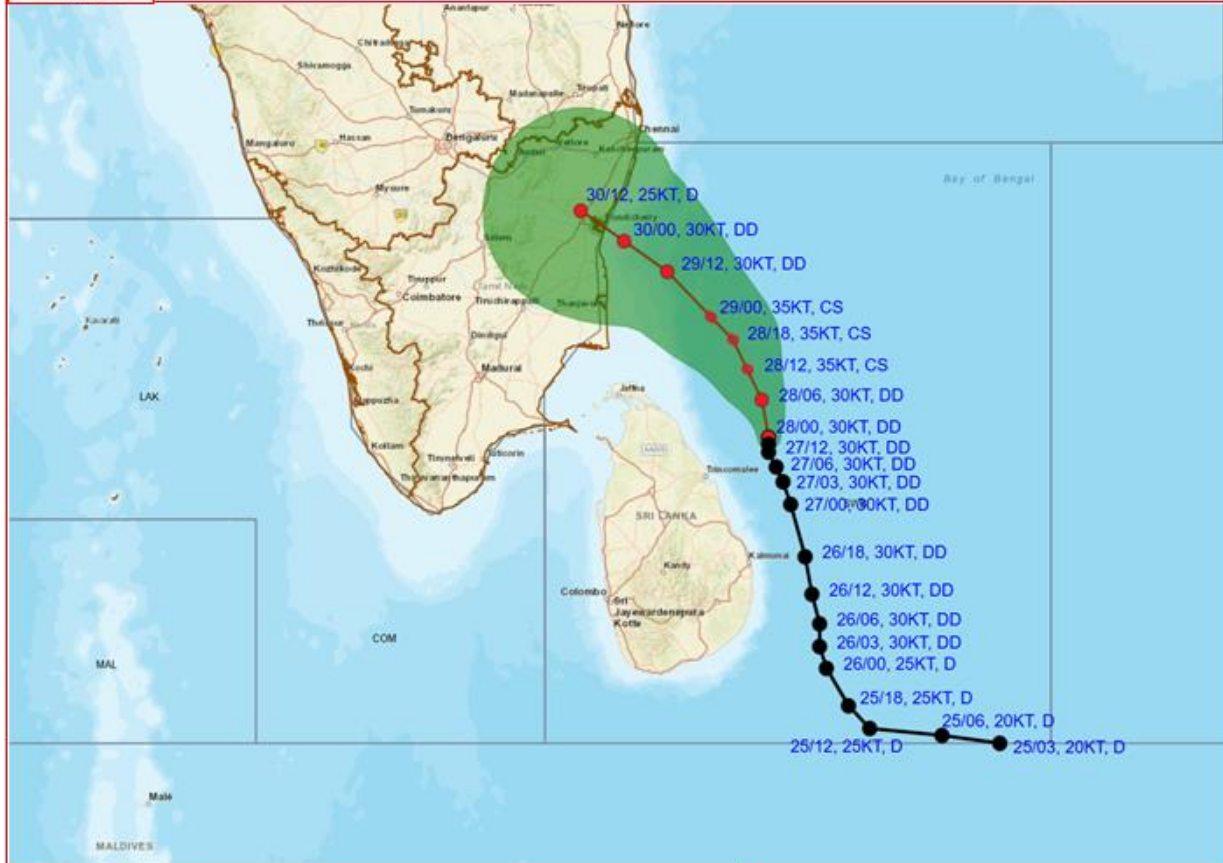 Anantapur
Nellore
Chitradurga
Shivamogga
Madanapalle
Tirupati
Tumakuru
Chennai
Mangaluru
Hassan
Bengaluru
Vellore
Kancheepuram
Bay of Bengal
Mysore
30/12, 25KT, D
Puducherry
30/00, 30KT, DD
Salem
29/12, 30KT, DD
Kozhikode
Tiruppur
Coimbatore
Tamil Nadu
Tiruchirappalli
Thanjavur
29/00, 35KT, CS
Kavaratti
Thrissur
Kerala
28/18, 35KT, CS
Dindigul
Kochi
Madurai
28/12, 35KT, CS
LAK
Alappuzha
Jaffna
28/06, 30KT, DD
28/00, 30KT, DD
Kollam
27/12, 30KT, DD
Tirunelveli
Tuticorin
27/06, 30KT, DD
Thiruvananthapuram
Trincomalee
27/03, 30KT, DD
27/00, 30KT, DD
SRI LANKA
26/18, 30KT, DD
Kalmunai
Kandy
Colombo
26/12, 30KT, DD
Sri
Jayewardenepura
Kotte
26/06, 30KT, DD
COM
26/03, 30KT, DD
MAL
26/00, 25KT, D
25/18, 25KT, D
25/06, 20KT, D
25/12, 25KT, D
25/03, 20KT, D
Malé
MALDIVES